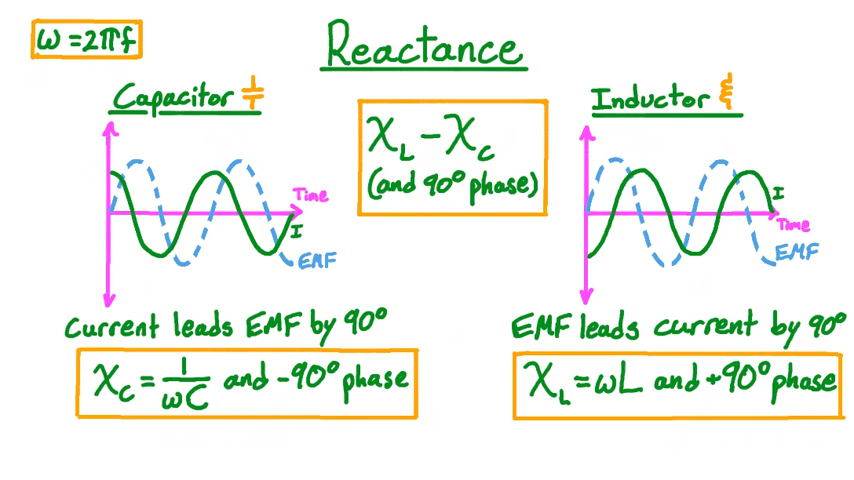 ω = 2πf
Reactance
Capacitor
Inductor
X_L - X_C
(and 90° phase)
Time
I
EMF
I
Time
EMF
Current leads EMF by 90°
EMF leads current by 90°
X_C = 1/ωC and -90° phase
X_L = ωL and +90° phase